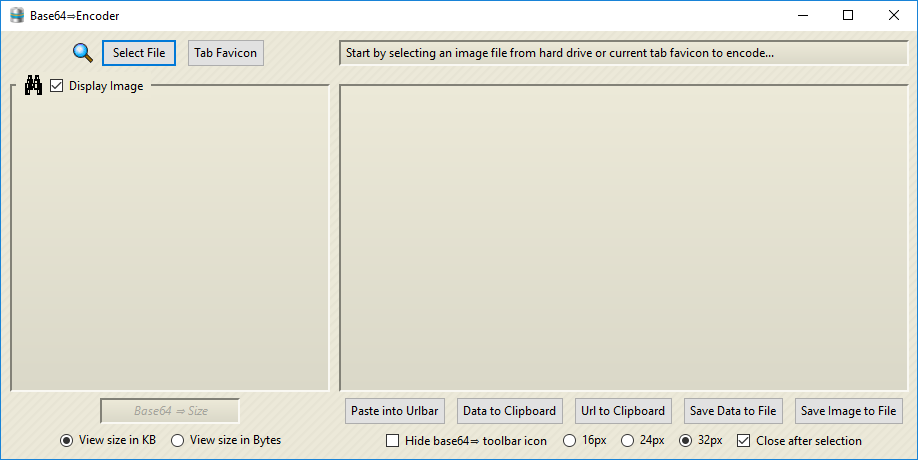 Base64⇒Encoder
Select File
Tab Favicon
Start by selecting an image file from hard drive or current tab favicon to encode...
Display Image
Base64 ⇒ Size
Paste into Urlbar
Data to Clipboard
Url to Clipboard
Save Data to File
Save Image to File
View size in KB
View size in Bytes
Hide base64⇒ toolbar icon
16px
24px
32px
Close after selection